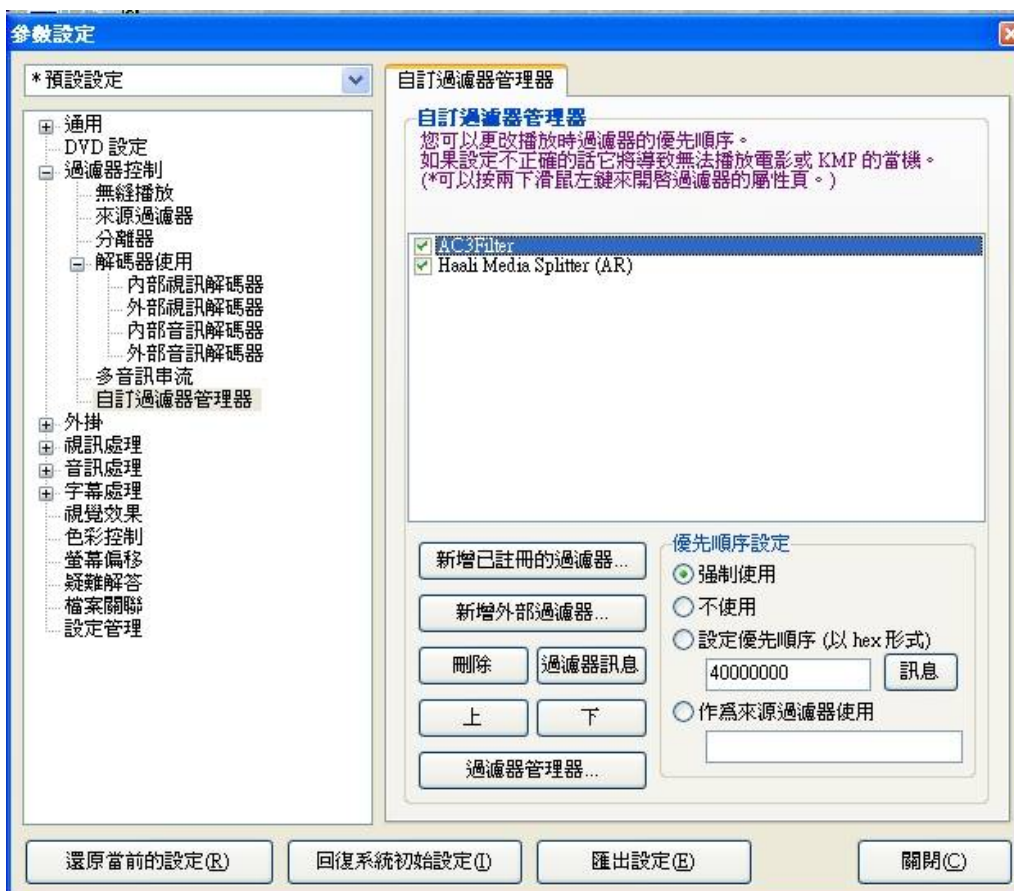 參數設定
*預設設定
通用
DVD 設定
過濾器控制
無縫播放
來源過濾器
分離器
解碼器使用
內部視訊解碼器
外部視訊解碼器
內部音訊解碼器
外部音訊解碼器
多音訊串流
自訂過濾器管理器
外掛
視訊處理
音訊處理
字幕處理
視覺效果
色彩控制
螢幕偏移
疑難解答
檔案關聯
設定管理
自訂過濾器管理器
自訂過濾器管理器
您可以更改播放時過濾器的優先順序。
如果設定不正確的話它將導致無法播放電影或 KMP 的當機。
(*可以按兩下滑鼠左鍵來開啓過濾器的屬性頁。)
AC3Filter
Haali Media Splitter (AR)
新增已註冊的過濾器...
新增外部過濾器...
刪除
過濾器訊息
上
下
過濾器管理器...
優先順序設定
强制使用
不使用
設定優先順序 (以 hex 形式)
40000000
訊息
作爲來源過濾器使用
還原當前的設定(R)
回復系統初始設定(I)
匯出設定(E)
關閉(C)